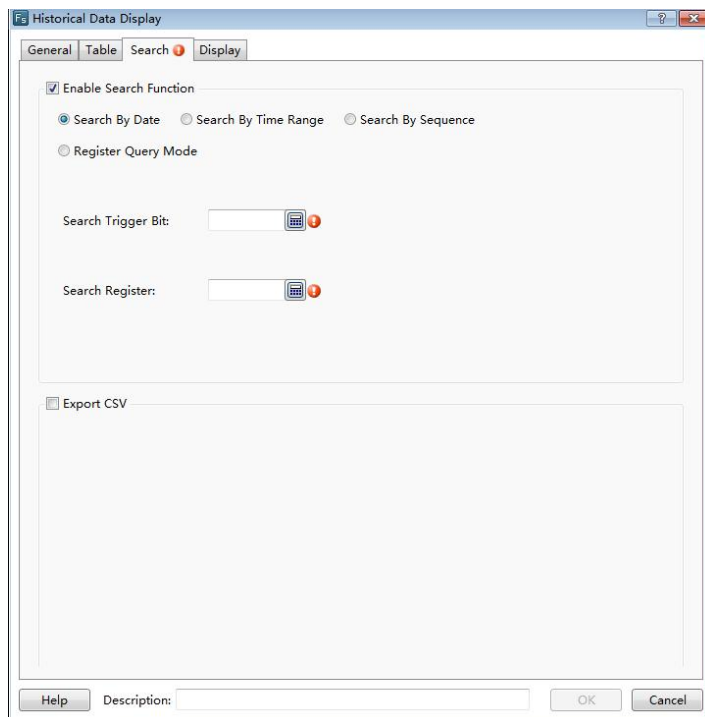 Fs Historical Data Display
General Table Search Display
Enable Search Function
Search By Date Search By Time Range Search By Sequence
Register Query Mode
Search Trigger Bit:
Search Register:
Export CSV
Help Description: OK Cancel